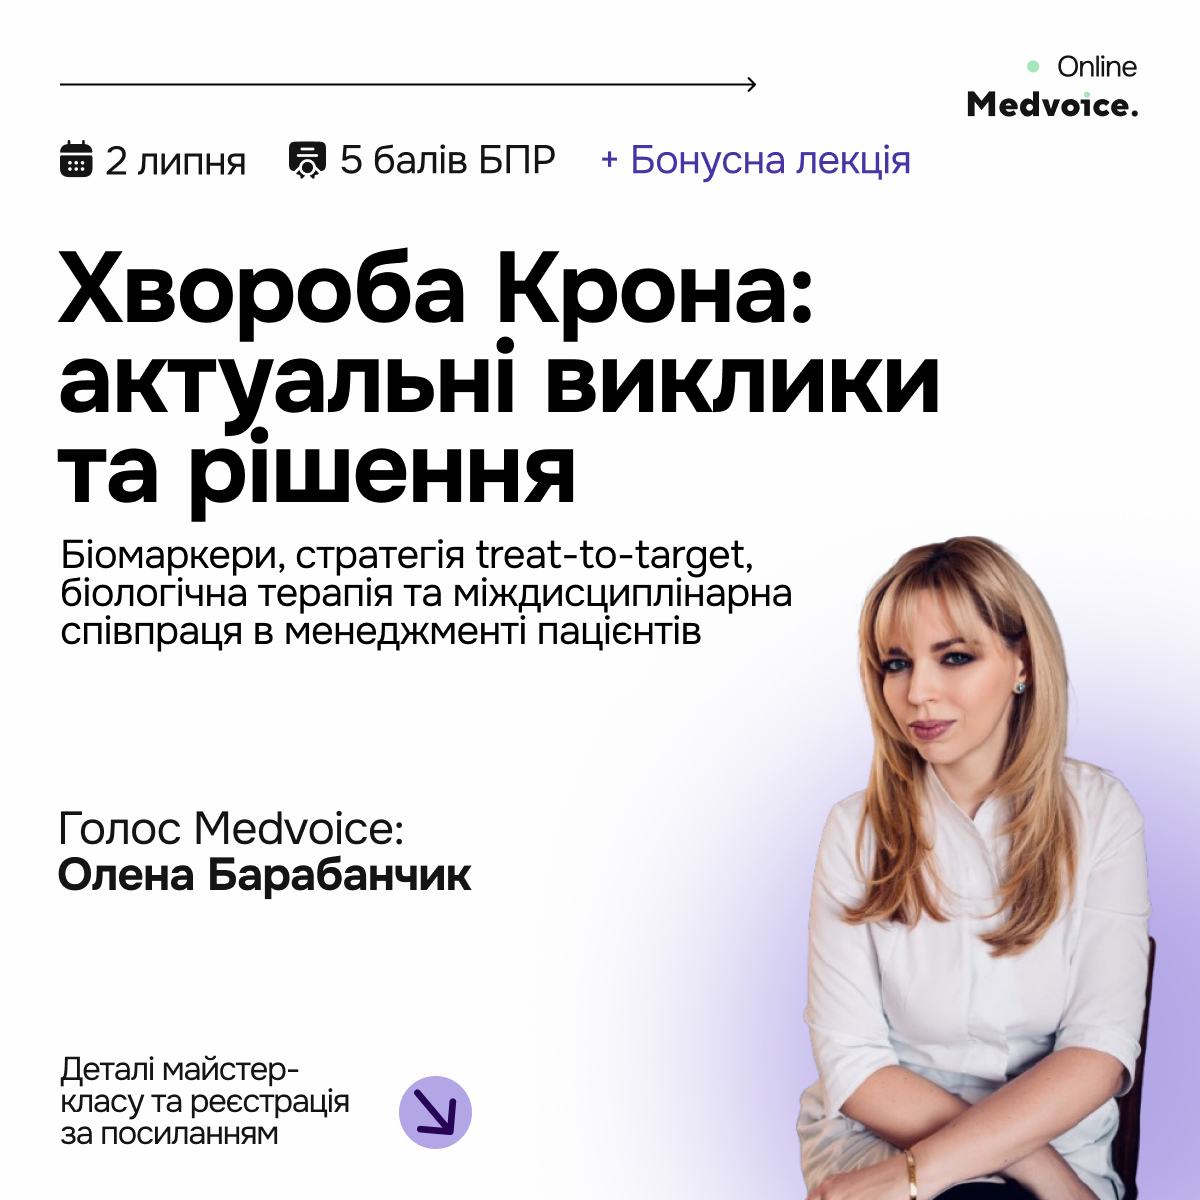 Online
Medvoice.
2 липня 5 балів БПР + Бонусна лекція
Хвороба Крона:
актуальні виклики
та рішення
Біомаркери, стратегія treat-to-target,
біологічна терапія та міждисциплінарна
співпраця в менеджменті пацієнтів
Голос Medvoice:
Олена Барабанчик
Деталі майстер-
класу та реєстрація
за посиланням